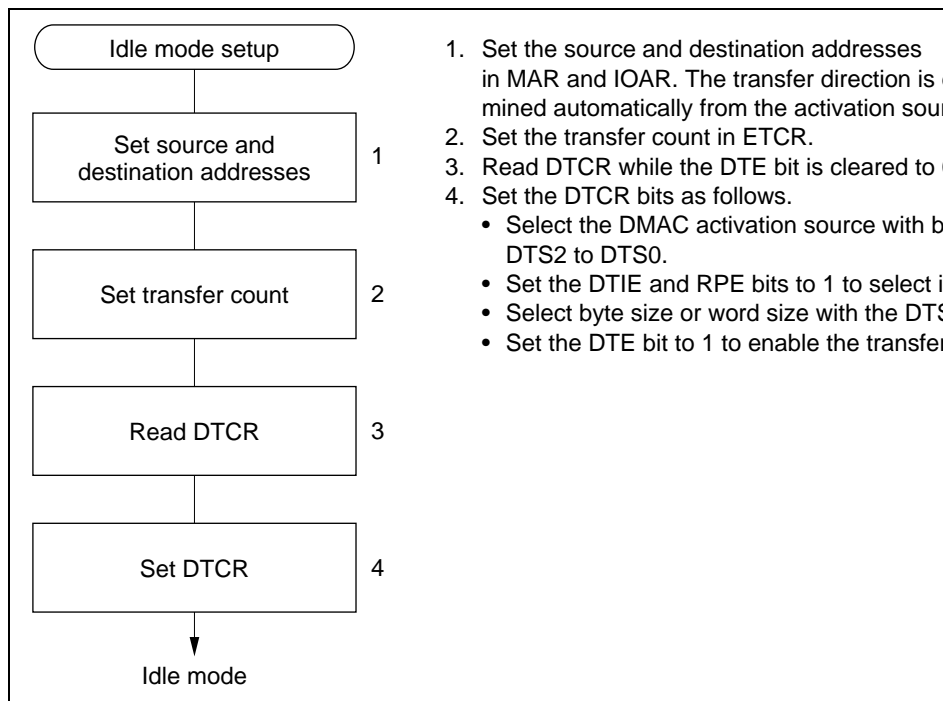 Idle mode setup
Set source and
destination addresses
1
Set transfer count
2
Read DTCR
3
Set DTCR
4
Idle mode
1. Set the source and destination addresses
in MAR and IOAR. The transfer direction is
mined automatically from the activation
2. Set the transfer count in ETCR.
3. Read DTCR while the DTE bit is cleared to
4. Set the DTCR bits as follows.
• Select the DMAC activation source with
DTS2 to DTS0.
• Set the DTIE and RPE bits to 1 to select
• Select byte size or word size with the
• Set the DTE bit to 1 to enable the transfer